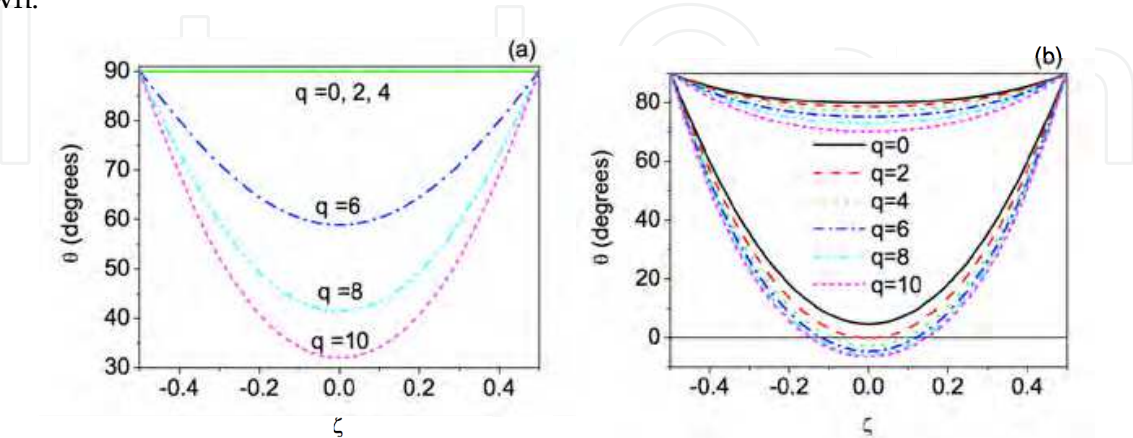 (a)
90
80
70
60
50
40
30
θ (degrees)
q =0, 2, 4
q =6
q =8
q =10
-0.4 -0.2 0.0 0.2 0.4
ζ
(b)
80
60
40
20
0
θ (degrees)
q=0
q=2
q=4
q=6
q=8
q=10
-0.4 -0.2 0.0 0.2 0.4
ζ